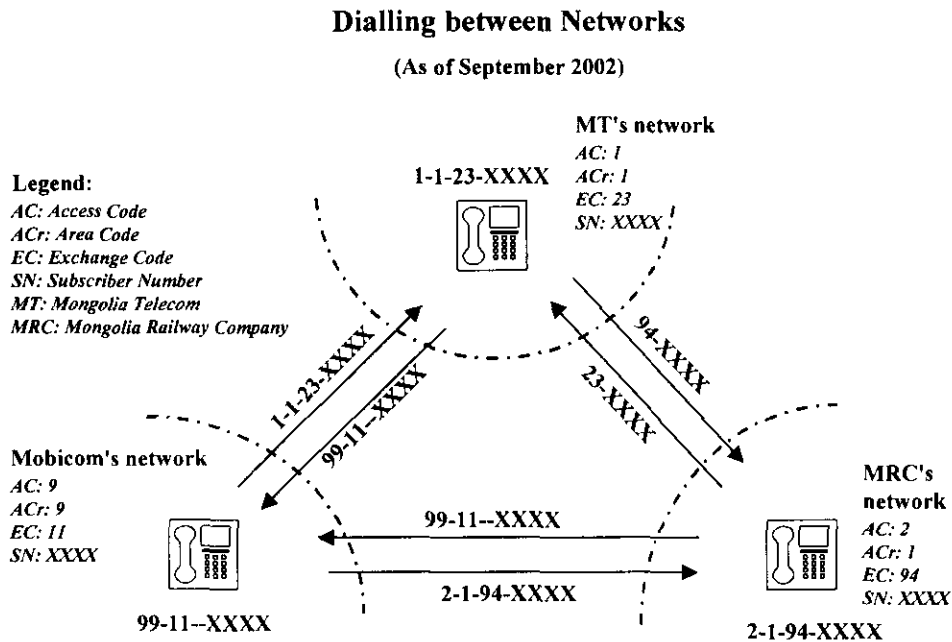 Dialling between Networks
(As of September 2002)
MT's network
AC: 1
ACr: 1
EC: 23
SN: XXXX
1-1-23-XXXX
Legend:
AC: Access Code
ACr: Area Code
EC: Exchange Code
SN: Subscriber Number
MT: Mongolia Telecom
MRC: Mongolia Railway Company
1-1-23-XXXX
99-11--XXXX
94-XXXX
23-XXXX
Mobicom's network
AC: 9
ACr: 9
EC: 11
SN: XXXX
99-11--XXXX
99-11--XXXX
2-1-94-XXXX
MRC's
network
AC: 2
ACr: 1
EC: 94
SN: XXXX
2-1-94-XXXX